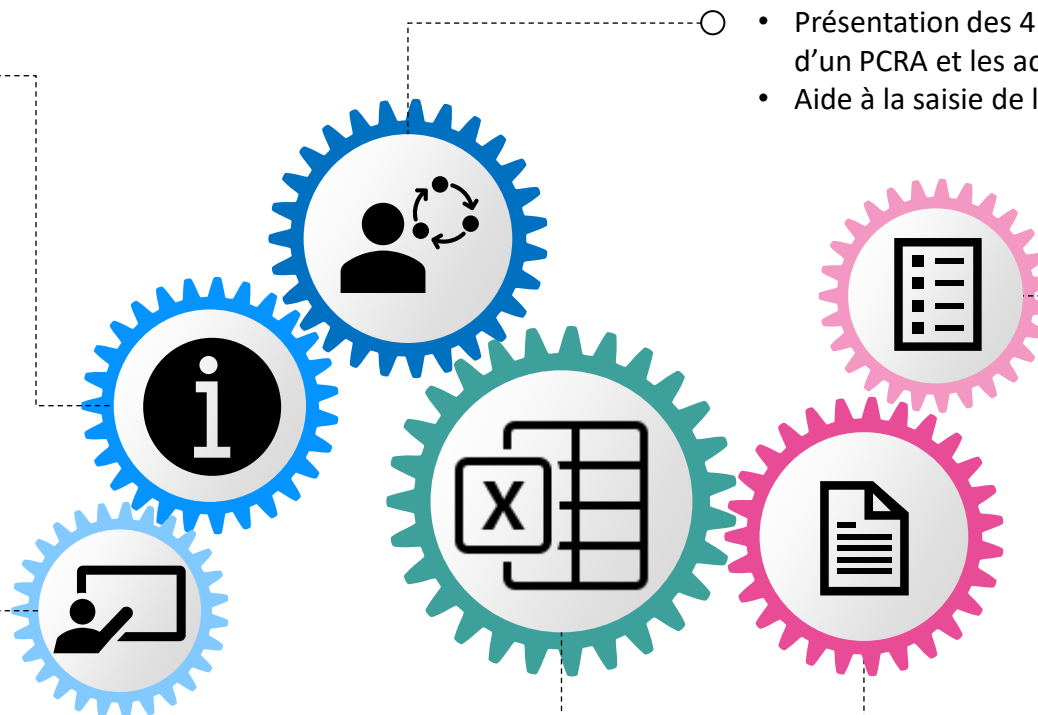 • Présentation des 4
d'un PCRA et les
• Aide à la saisie de
i
X